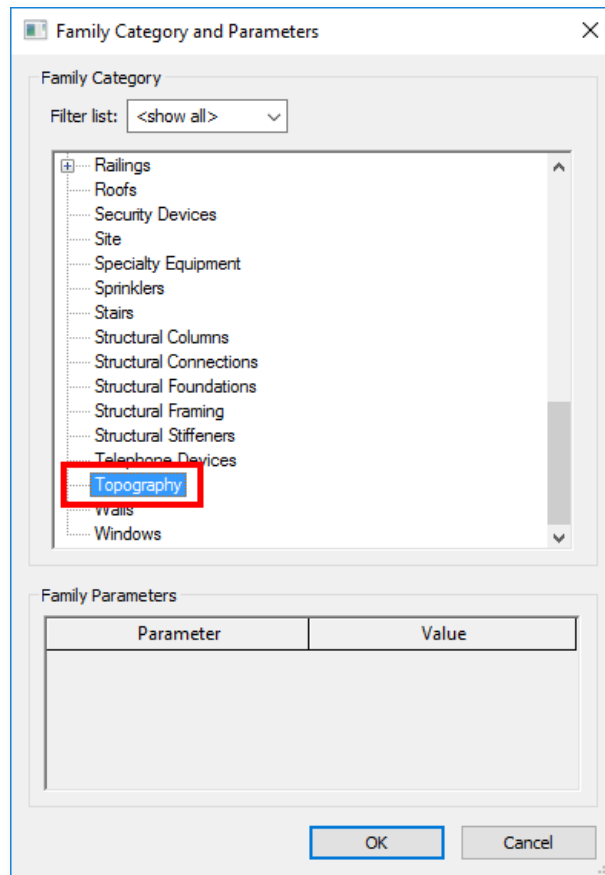 Family Category and Parameters
Family Category
Filter list: <show all>
Railings
Roofs
Security Devices
Site
Specialty Equipment
Sprinklers
Stairs
Structural Columns
Structural Connections
Structural Foundations
Structural Framing
Structural Stiffeners
Telephone Devices
Topography
Walls
Windows
Family Parameters
Parameter Value
OK Cancel